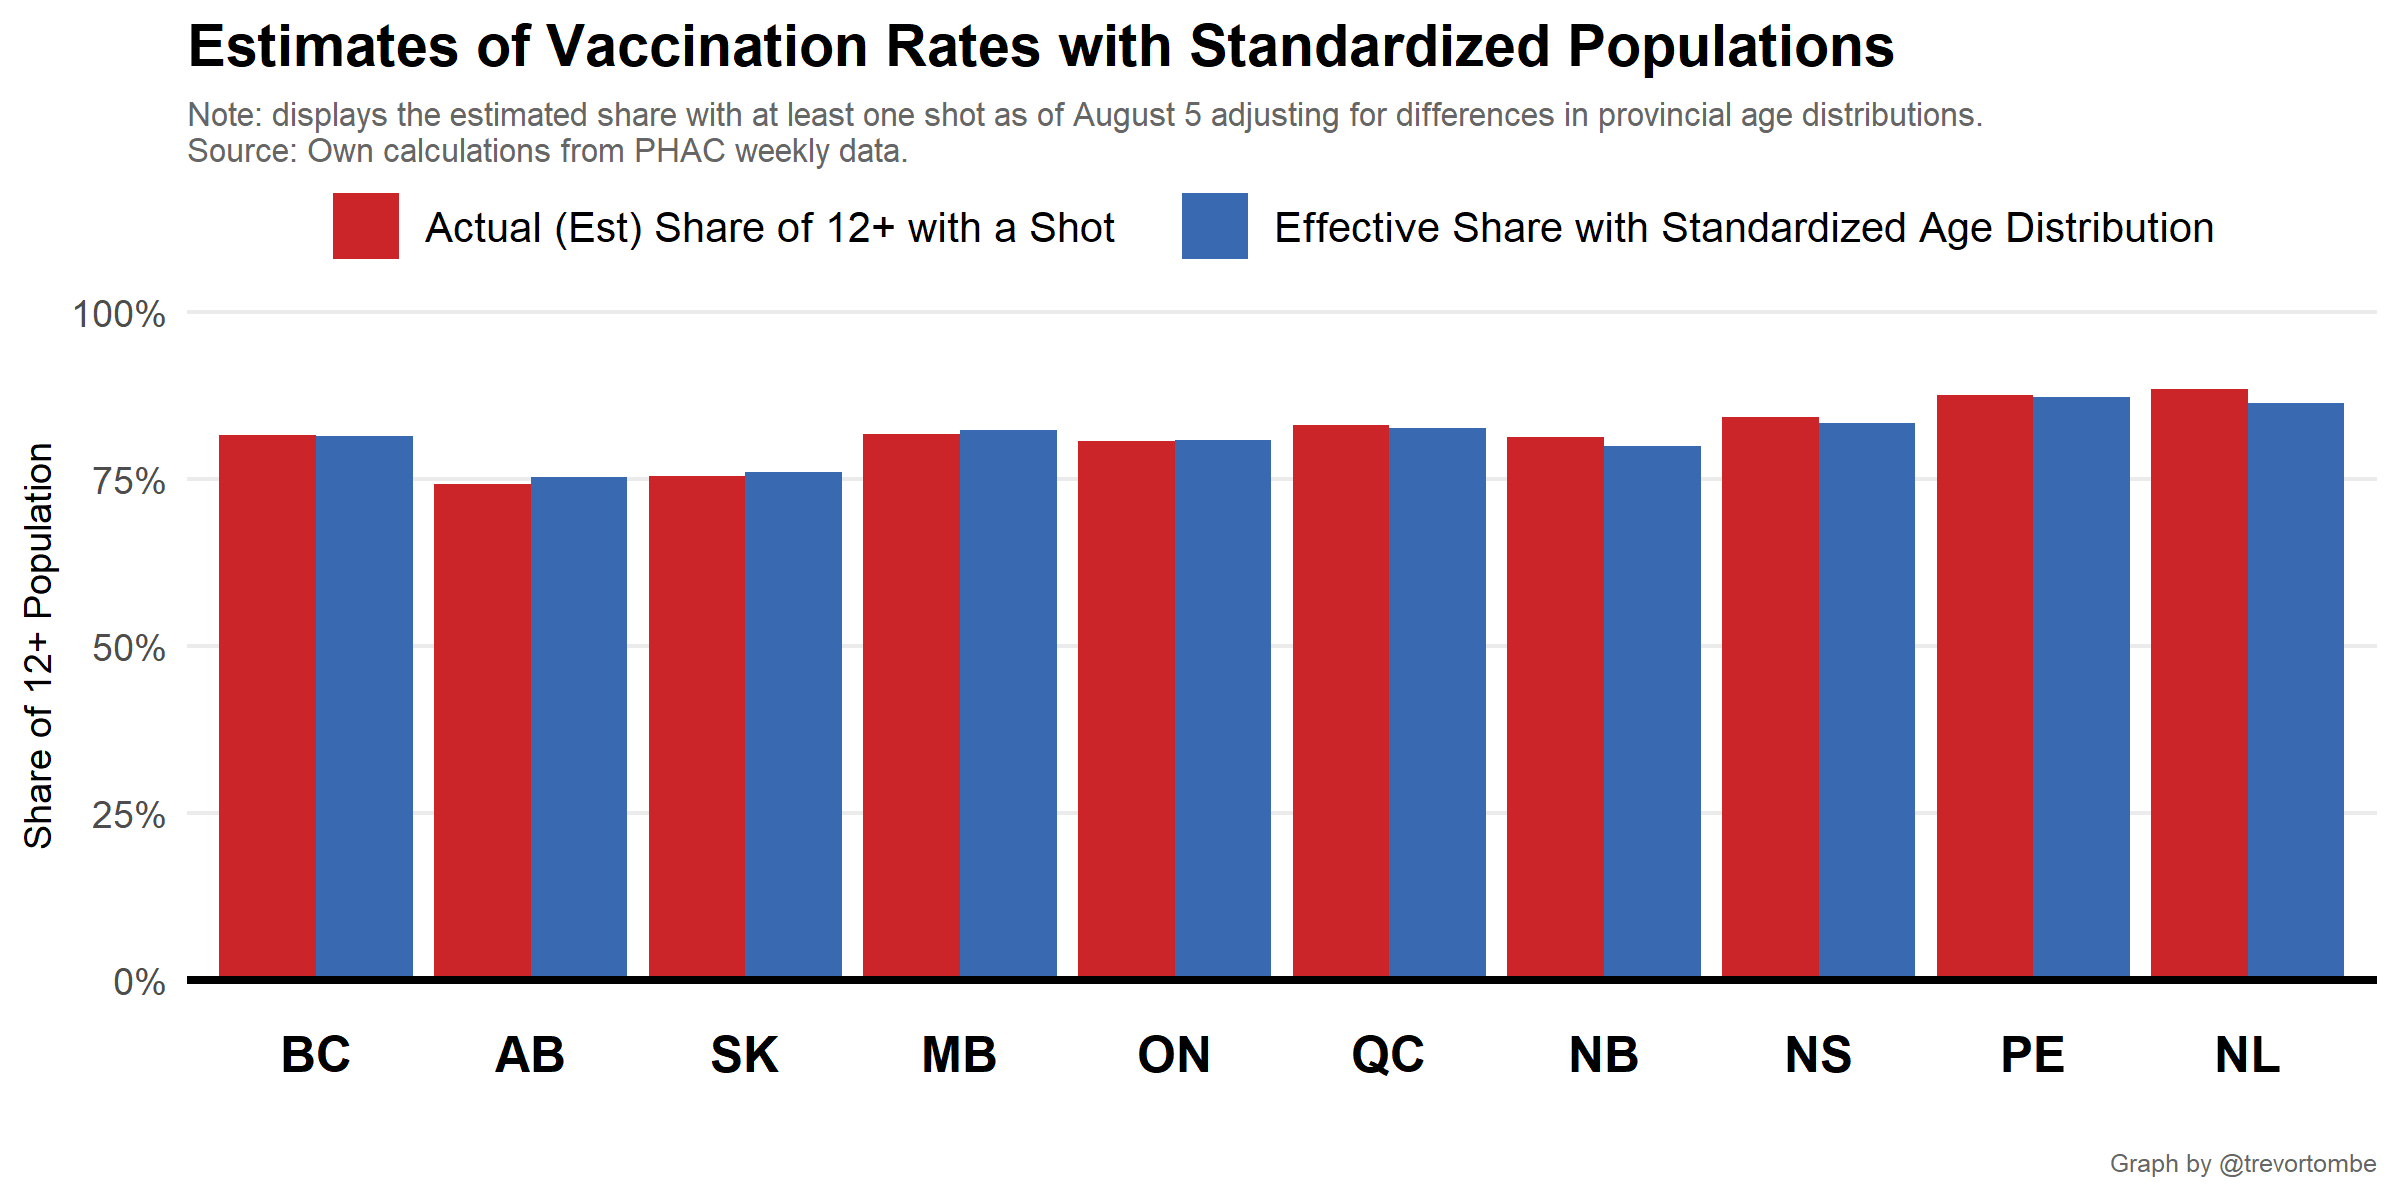 Estimates of Vaccination Rates with Standardized Populations
Note: displays the estimated share with at least one shot as of August 5 adjusting for differences in provincial age distributions.
Source: Own calculations from PHAC weekly data.
Actual (Est) Share of 12+ with a Shot
Effective Share with Standardized Age Distribution
Share of 12+ Population
100%
75%
50%
25%
0%
BC AB SK MB ON QC NB NS PE NL
Graph by @trevortombe